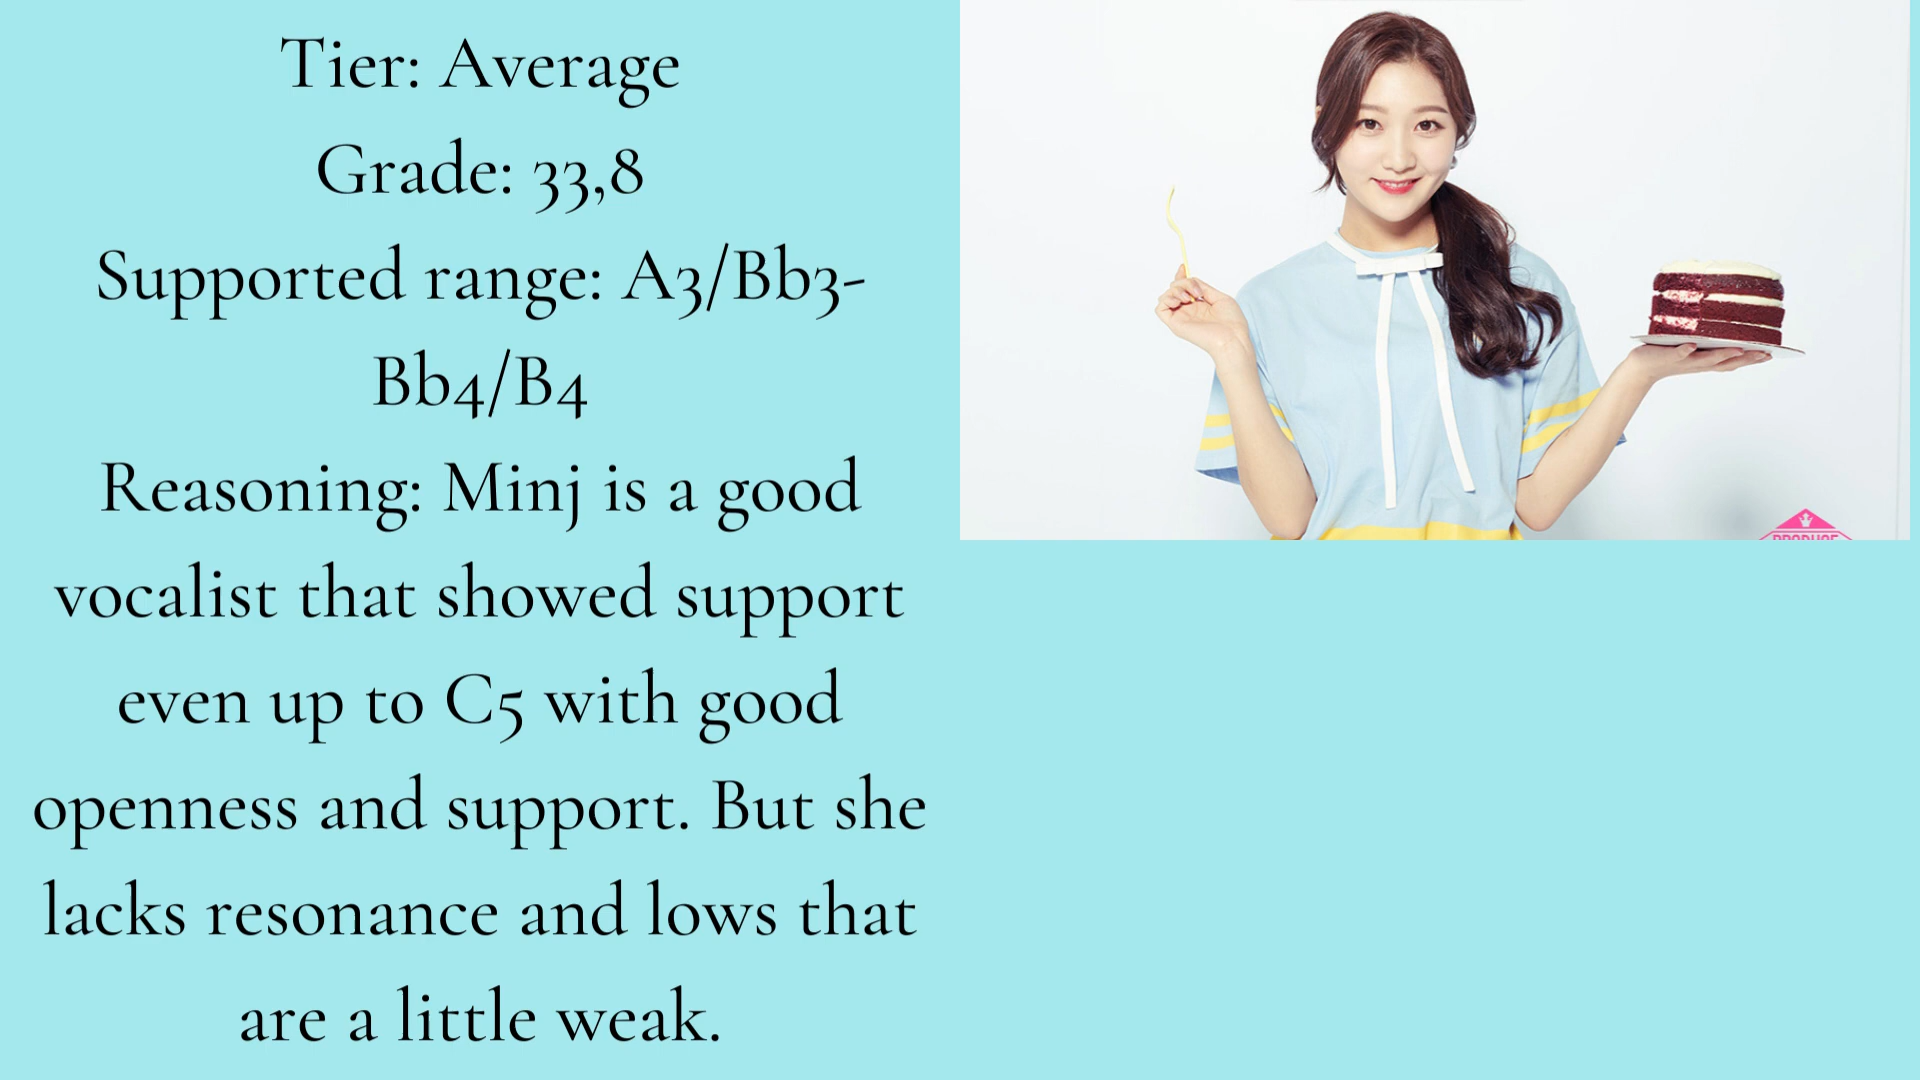 Tier: Average
Grade: 33,8
Supported range: A3/Bb3-
Bb4/B4
Reasoning: Minj is a good
vocalist that showed support
even up to C5 with good
openness and support. But she
lacks resonance and lows that
are a little weak.
PRODUCE